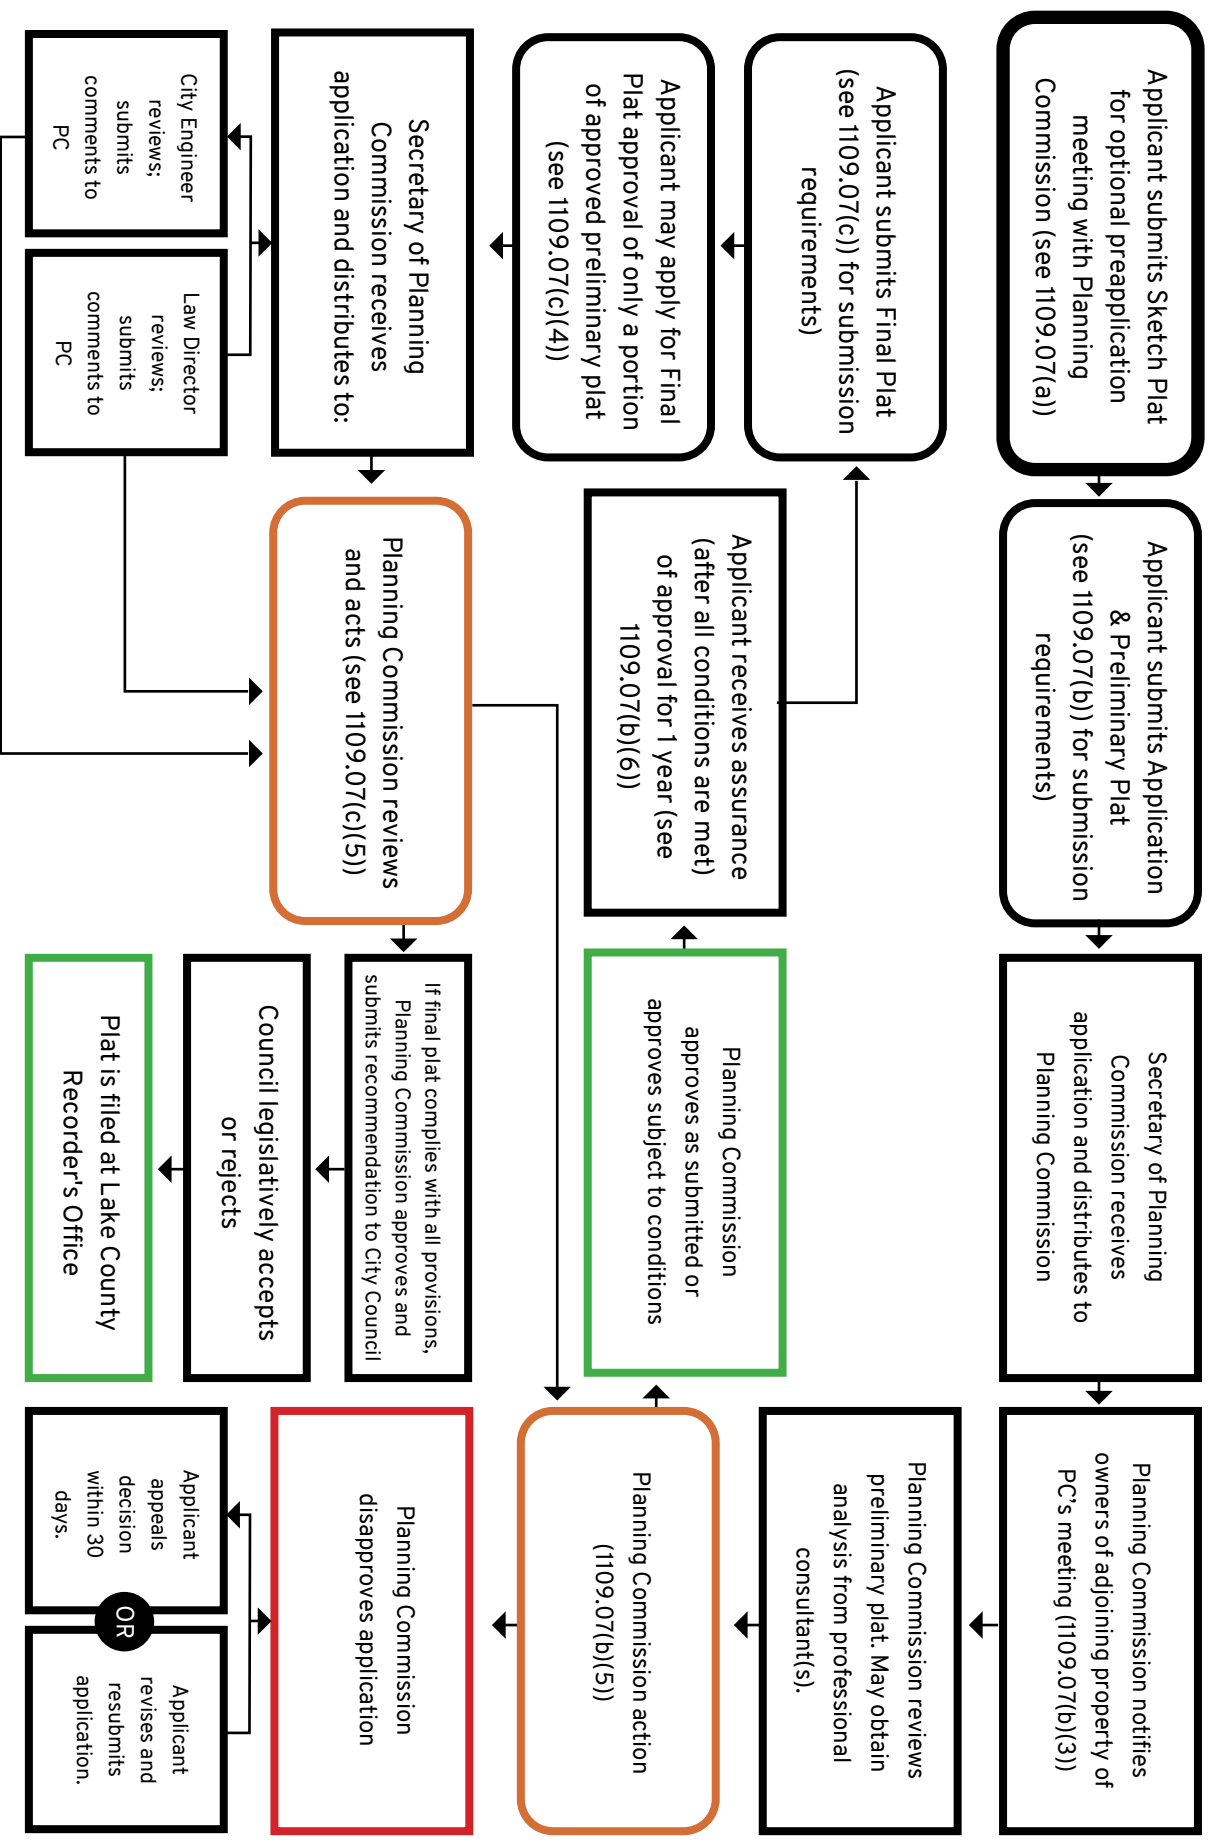 Applicant submits Sketch Plat
for optional preapplication
meeting with Planning
Commission (see 1109.07(a))
Applicant submits Application
& Preliminary Plat
(see 1109.07(b)) for submission
requirements)
Secretary of Planning
Commission receives
application and distributes to
Planning Commission
Planning Commission notifies
owners of adjoining property of
PC's meeting (1109.07(b)(3))
Planning Commission reviews
preliminary plat. May obtain
analysis from professional
consultant(s).
Planning Commission action
(1109.07(b)(5))
Planning Commission
approves as submitted or
approves subject to conditions
Applicant receives assurance
(after all conditions are met)
of approval for 1 year (see
1109.07(b)(6))
Applicant submits Final Plat
(see 1109.07(c)) for submission
requirements)
Applicant may apply for Final
Plat approval of only a portion
of approved preliminary plat
(see 1109.07(c)(4))
Secretary of Planning
Commission receives
application and distributes to:
City Engineer
reviews;
submits
comments to
PC
Law Director
reviews;
submits
comments to
PC
Planning Commission reviews
and acts (see 1109.07(c)(5))
If final plat complies with all provisions,
Planning Commission approves and
submits recommendation to City Council
Council legislatively accepts
or rejects
Plat is filed at Lake County
Recorder's Office
Planning Commission
disapproves application
Applicant
appeals
decision
within 30
days.
OR
Applicant
revises and
resubmits
application.